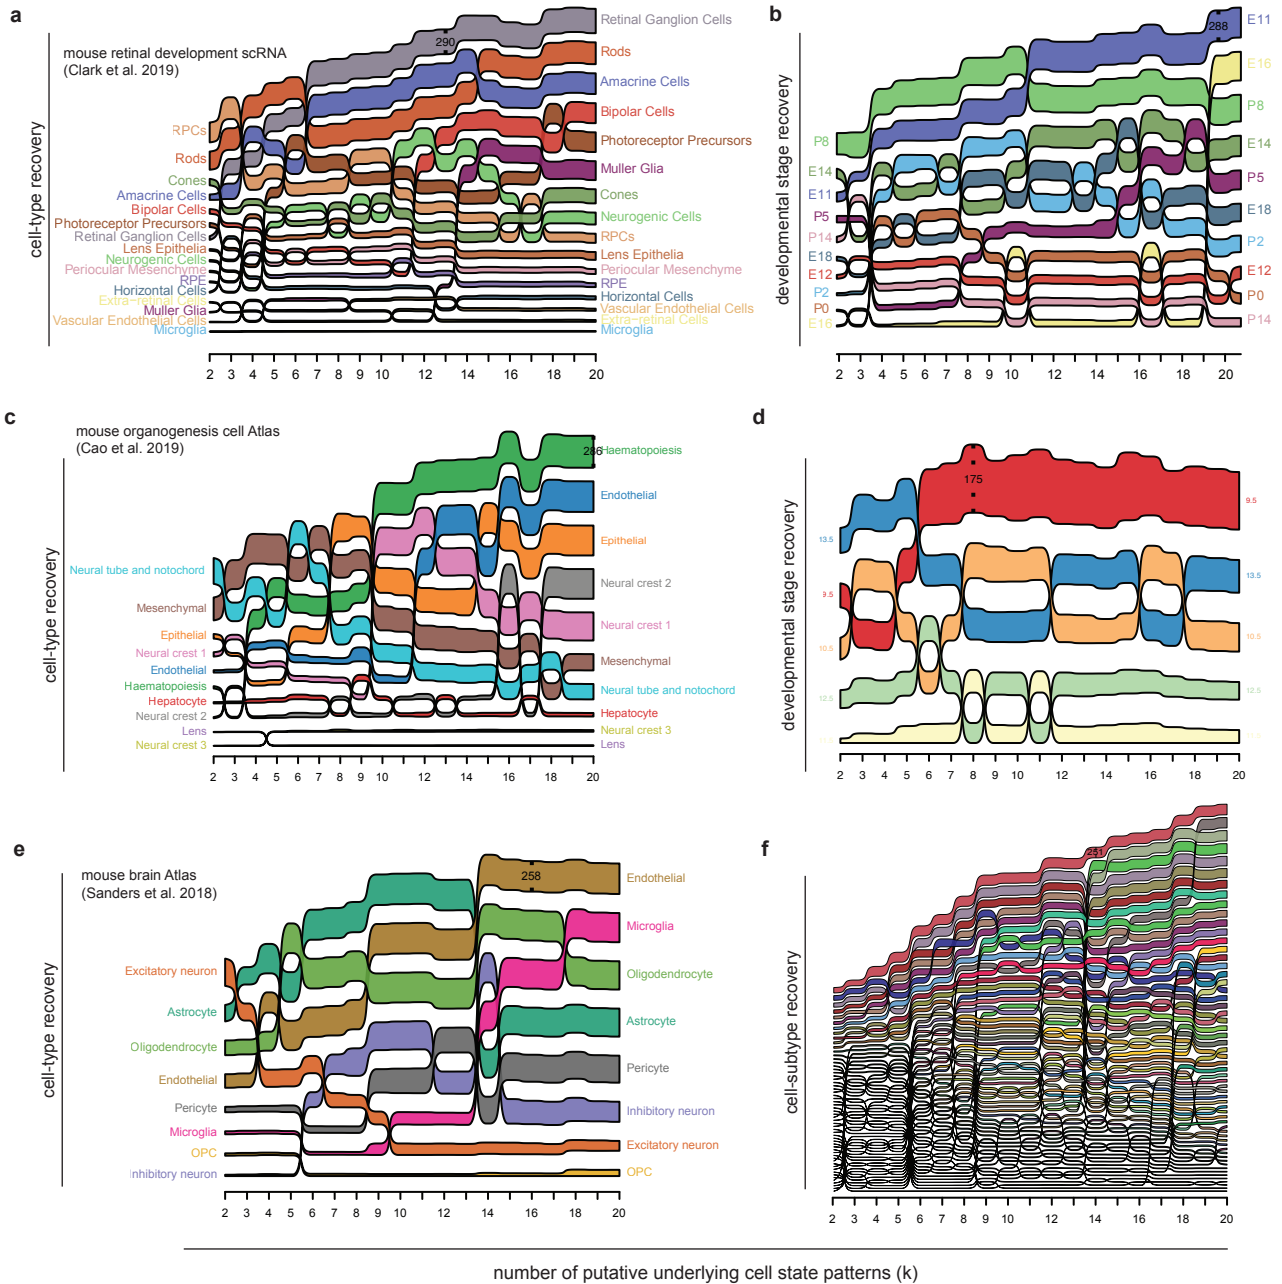 a
mouse retinal development scRNA
(Clark et al. 2019)
cell-type recovery
290
RPCs
Rods
Cones
Amacrine Cells
Bipolar Cells
Photoreceptor Precursors
Retinal Ganglion Cells
Lens Epithelia
Neurogenic Cells
Periocular Mesenchyme
RPE
Horizontal Cells
Extra-retinal Cells
Muller Glia
Vascular Endothelial Cells
Microglia
Retinal Ganglion Cells
Rods
Amacrine Cells
Bipolar Cells
Photoreceptor Precursors
Muller Glia
Cones
Neurogenic Cells
RPCs
Lens Epithelia
Periocular Mesenchyme
RPE
Horizontal Cells
Vascular Endothelial Cells
Extra-retinal Cells
Microglia
2 3 4 5 6 7 8 9 10 12 14 16 18 20
b
developmental stage recovery
288
P8
E14
E11
P5
P14
E18
E12
P2
P0
E16
E11
E16
P8
E14
P5
E18
P2
E12
P0
P14
2 3 4 5 6 7 8 9 10 12 14 16 18 20
c
mouse organogenesis cell Atlas
(Cao et al. 2019)
cell-type recovery
286
Neural tube and notochord
Mesenchymal
Epithelial
Neural crest 1
Endothelial
Haematopoiesis
Hepatocyte
Neural crest 2
Lens
Neural crest 3
Haematopoiesis
Endothelial
Epithelial
Neural crest 2
Neural crest 1
Mesenchymal
Neural tube and notochord
Hepatocyte
Neural crest 3
Lens
2 3 4 5 6 7 8 9 10 12 14 16 18 20
d
developmental stage recovery
175
13.5
9.5
10.5
12.5
9.5
13.5
10.5
12.5
2 3 4 5 6 7 8 9 10 12 14 16 18 20
e
mouse brain Atlas
(Sanders et al. 2018)
cell-type recovery
258
Excitatory neuron
Astrocyte
Oligodendrocyte
Endothelial
Pericyte
Microglia
OPC
Inhibitory neuron
Endothelial
Microglia
Oligodendrocyte
Astrocyte
Pericyte
Inhibitory neuron
Excitatory neuron
OPC
2 3 4 5 6 7 8 9 10 12 14 16 18 20
f
cell-subtype recovery
251
2 3 4 5 6 7 8 9 10 12 14 16 18 20
number of putative underlying cell state patterns (k)